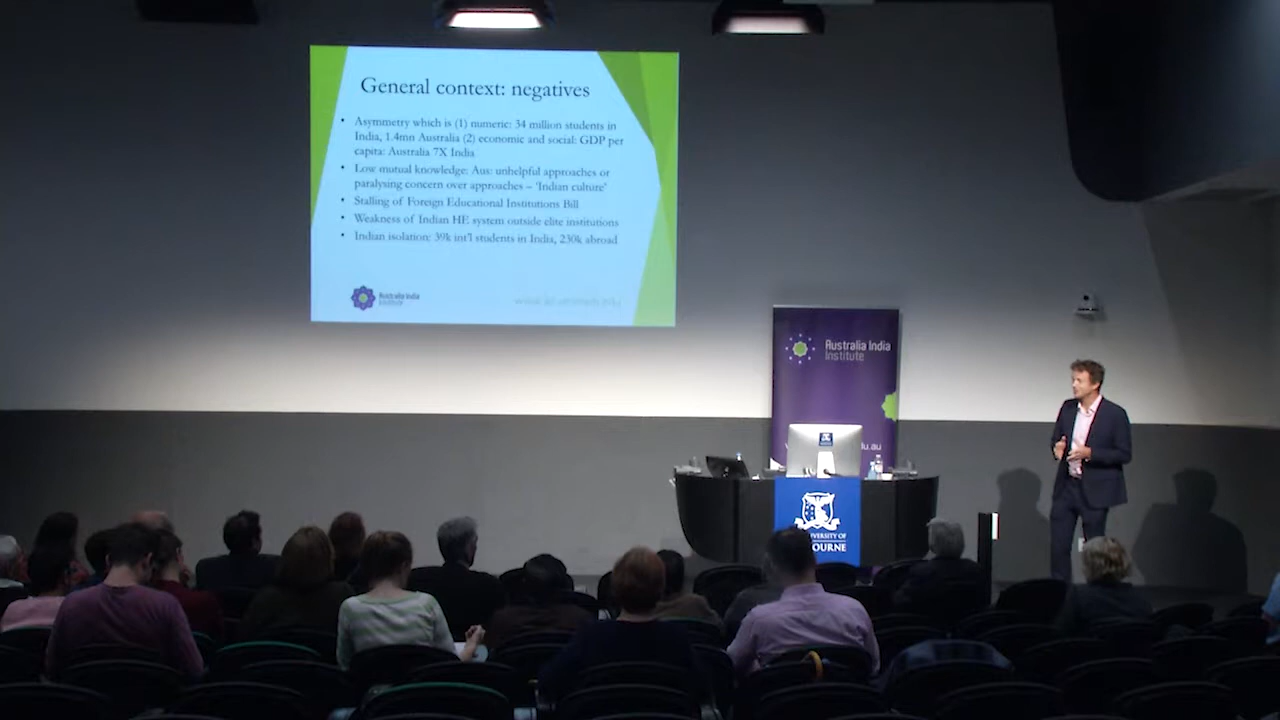 General context: negatives
• Asymmetry which is (1) numeric: 34 million students in
India, 1.4mn Australia (2) economic and social: GDP per
capita: Australia 7X India
• Low mutual knowledge: Aus: unhelpful approaches or
paralysing concern over approaches – 'Indian culture'
• Stalling of Foreign Educational Institutions Bill
• Weakness of Indian HE system outside elite institutions
• Indian isolation: 39k int'l students in India, 230k abroad
Australia India
Institute
Australia India
Institute
du.au